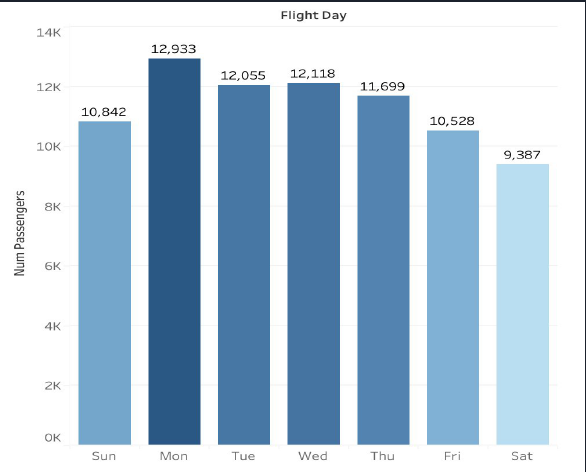 Flight Day
14K
12,933
12,055
12,118
12K
11,699
10,842
10,528
10K
9,387
Num Passengers
8K
6K
4K
2K
0K
Sun Mon Tue Wed Thu Fri Sat